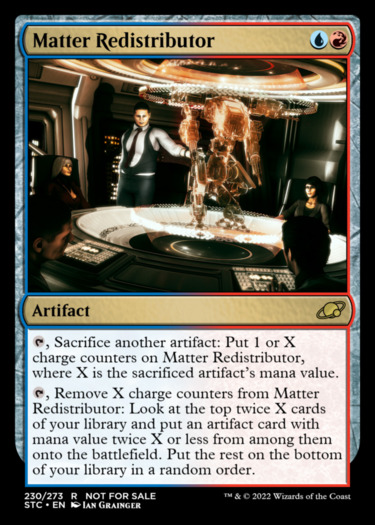 Matter Redistributor
Artifact
, Sacrifice another artifact: Put 1 or X
charge counters on Matter Redistributor,
where X is the sacrificed artifact's mana value.
, Remove X charge counters from Matter
Redistributor: Look at the top twice X cards
of your library and put an artifact card with
mana value twice X or less from among them
onto the battlefield. Put the rest on the bottom
of your library in a random order.
230/273 R NOT FOR SALE
STC • EN Ian Grainger
™ & © 2022 Wizards of the Coast